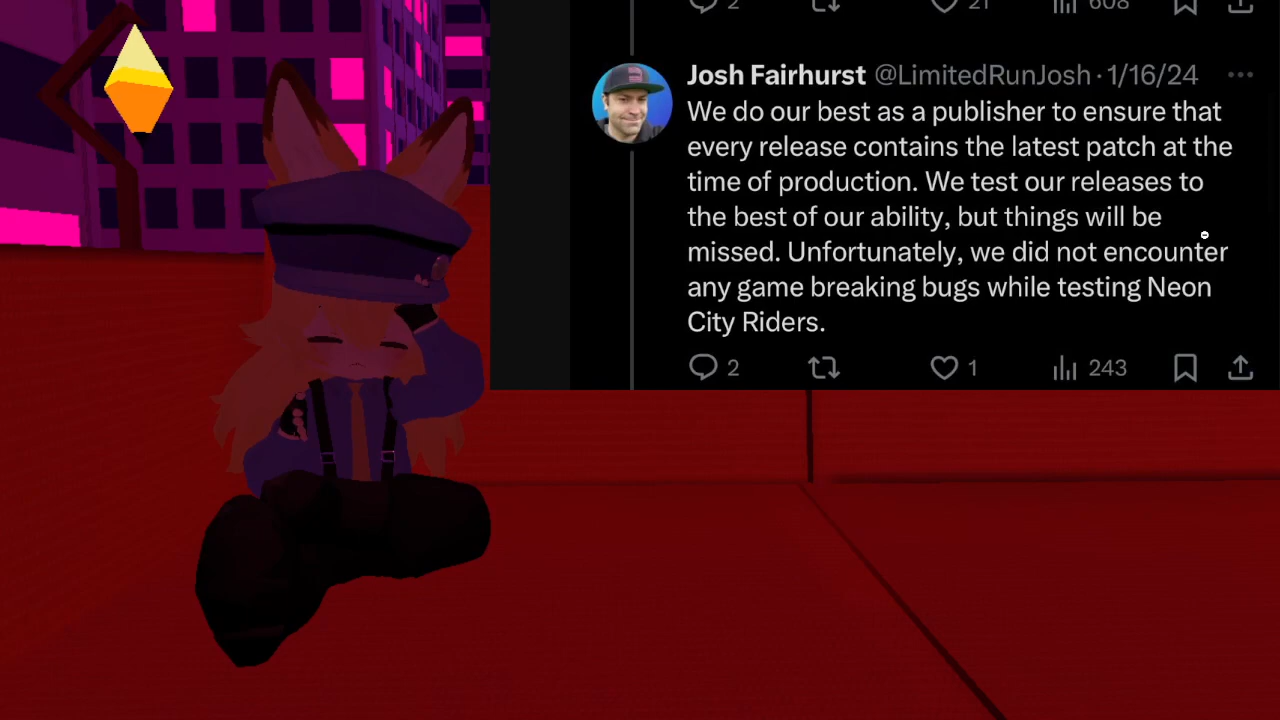 2 21 608
Josh Fairhurst @LimitedRunJosh · 1/16/24
We do our best as a publisher to ensure that
every release contains the latest patch at the
time of production. We test our releases to
the best of our ability, but things will be
missed. Unfortunately, we did not encounter
any game breaking bugs while testing Neon
City Riders.
2 1 243